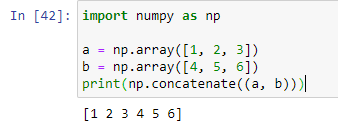 In [42]: import numpy as np
a = np.array([1, 2, 3])
b = np.array([4, 5, 6])
print(np.concatenate((a, b)))
[1 2 3 4 5 6]